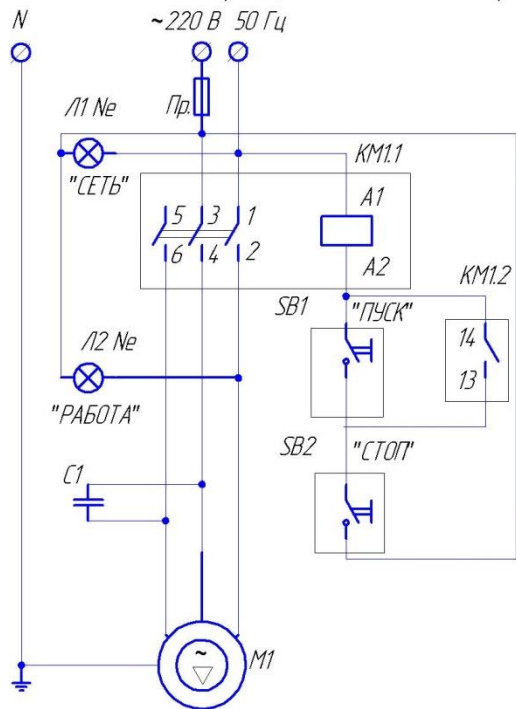 N
~220 В 50 Гц
Пр.
Л1 Ne
"СЕТЬ"
КМ1.1
5 3 1
6 4 2
А1
А2
КМ1.2
SB1 "ПУСК"
14
13
Л2 Ne
"РАБОТА"
SB2 "СТОП"
С1
~
М1